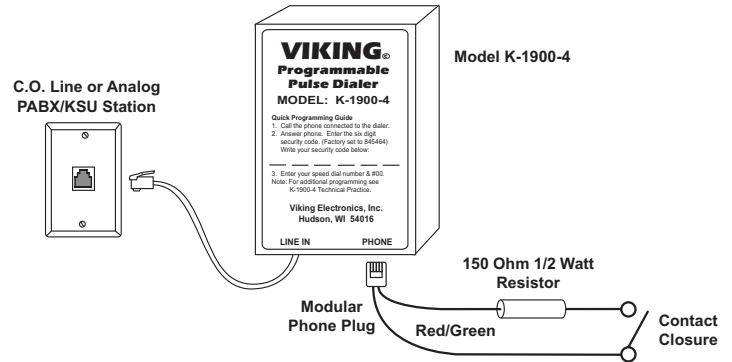 C.O. Line or Analog
PABX/KSU Station
VIKING©
Programmable
Pulse Dialer
MODEL: K-1900-4
Quick Programming Guide
1. Call the phone connected to the dialer.
2. Answer phone. Enter the six digit
security code. (Factory set to 845464)
Write your security code below:
3. Enter your speed dial number & #00.
Note: For additional programming see
K-1900-4 Technical Practice.
Viking Electronics, Inc.
Hudson, WI 54016
LINE IN PHONE
Model K-1900-4
150 Ohm 1/2 Watt
Resistor
Modular
Phone Plug
Red/Green
Contact
Closure